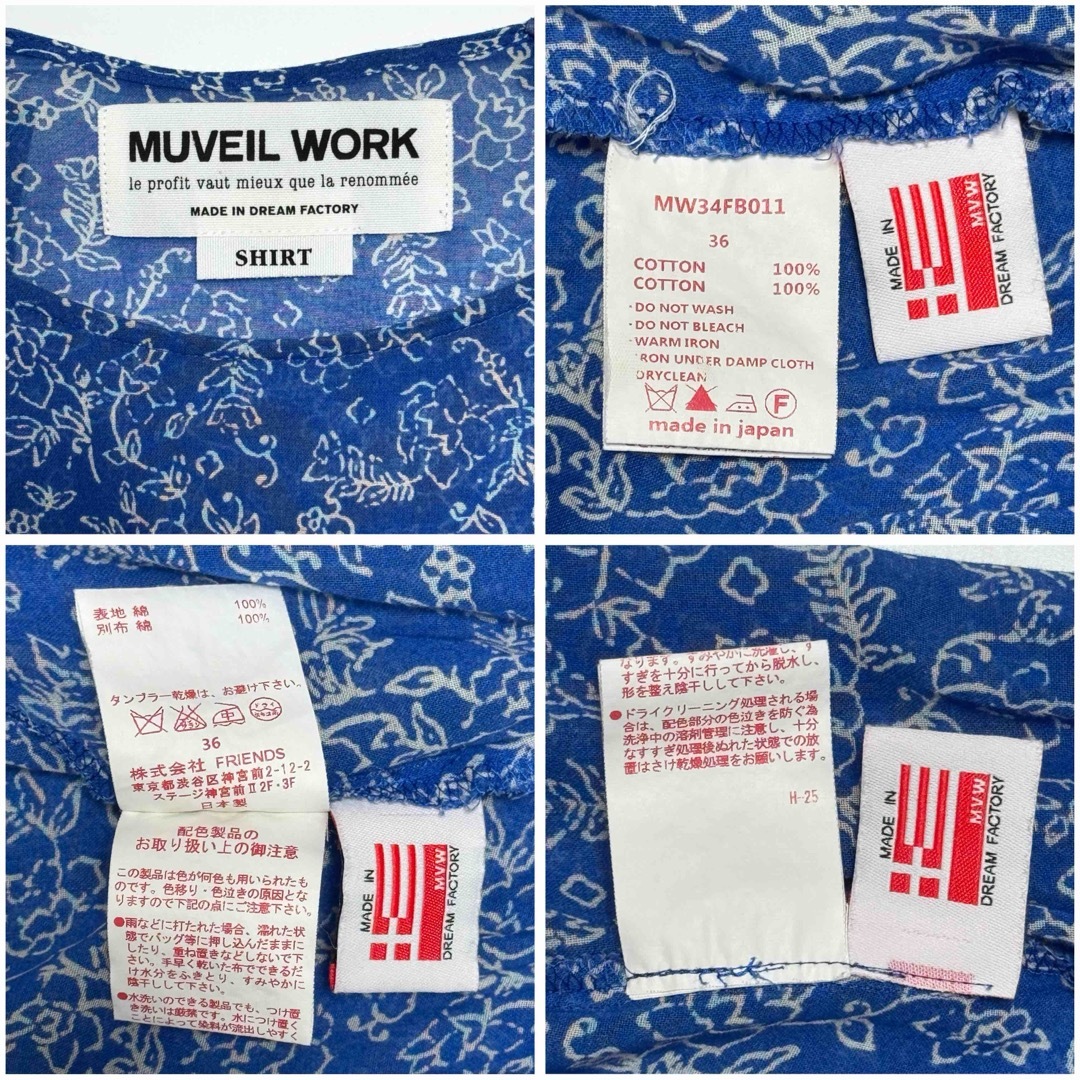 MUVEIL WORK
le profit vaut mieux que la renommée
MADE IN DREAM FACTORY
SHIRT
MW34FB011
36
COTTON 100%
COTTON 100%
・DO NOT WASH
・DO NOT BLEACH
・WARM IRON
IRON UNDER DAMP CLOTH
DRYCLEAN
F
made in japan
MADE IN
MVW
DREAM FACTORY
表地 綿 100%
別布 綿 100%
タンブラー乾燥は、お避け下さい。
36
株式会社 FRIENDS
東京都渋谷区神宮前2-12-2
ステージ神宮前Ⅱ2F・3F
日本製
配色製品の
お取り扱い上の御注意
この製品は色が何色も用いられたも
のです。色移り・色泣きの原因とな
りますので下記の点にご注意下さい。
●雨などに打たれた場合、濡れた状
態でバッグ等に押し込んだままに
したり、重ね置きなどしないで下
さい。手早く乾いた布でできるだ
け水分をふきとり、すみやかに
陰干しして下さい。
●水洗いのできる製品でも、つけ置
き洗いは厳禁です。水につけ置く
ことによって染料が流出しやすく
MADE IN
MVW
DREAM FACTORY
なります。すみやかに洗濯し、す
すぎを十分に行ってから脱水し、
形を整え陰干しして下さい。
●ドライクリーニング処理される場
合は、配色部分の色泣きを防ぐ為
洗浄中の溶剤管理に注意し、十分
なすすぎ処理後ぬれた状態での放
置はさけ乾燥処理をお願いします。
H-25
MADE IN
MVW
DREAM FACTORY